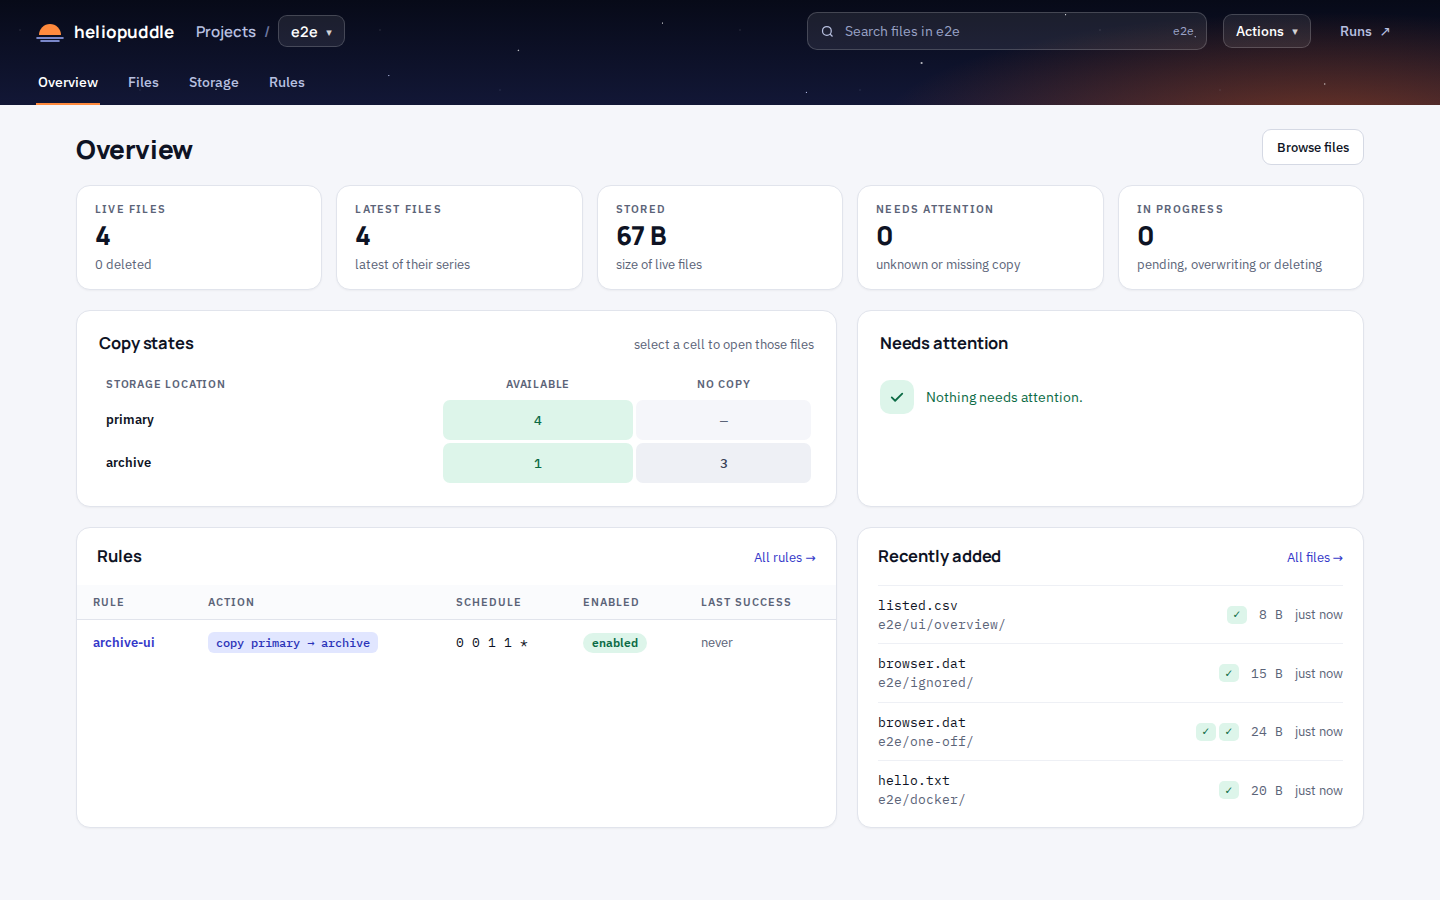 heliopuddle Projects / e2e ▾ Search files in e2e e2e Actions ▾ Runs ↗
Overview Files Storage Rules
Overview Browse files
LIVE FILES LATEST FILES STORED NEEDS ATTENTION IN PROGRESS
4 4 67 B 0 0
0 deleted latest of their series size of live files unknown or missing copy pending, overwriting or deleting
Copy states select a cell to open those files
STORAGE LOCATION AVAILABLE NO COPY
primary 4 –
archive 1 3
Needs attention
✓ Nothing needs attention.
Rules All rules →
RULE ACTION SCHEDULE ENABLED LAST SUCCESS
archive-ui copy primary → archive 0 0 1 1 * enabled never
Recently added All files →
listed.csv
e2e/ui/overview/ ✓ 8 B just now
browser.dat
e2e/ignored/ ✓ 15 B just now
browser.dat
e2e/one-off/ ✓ ✓ 24 B just now
hello.txt
e2e/docker/ ✓ 20 B just now